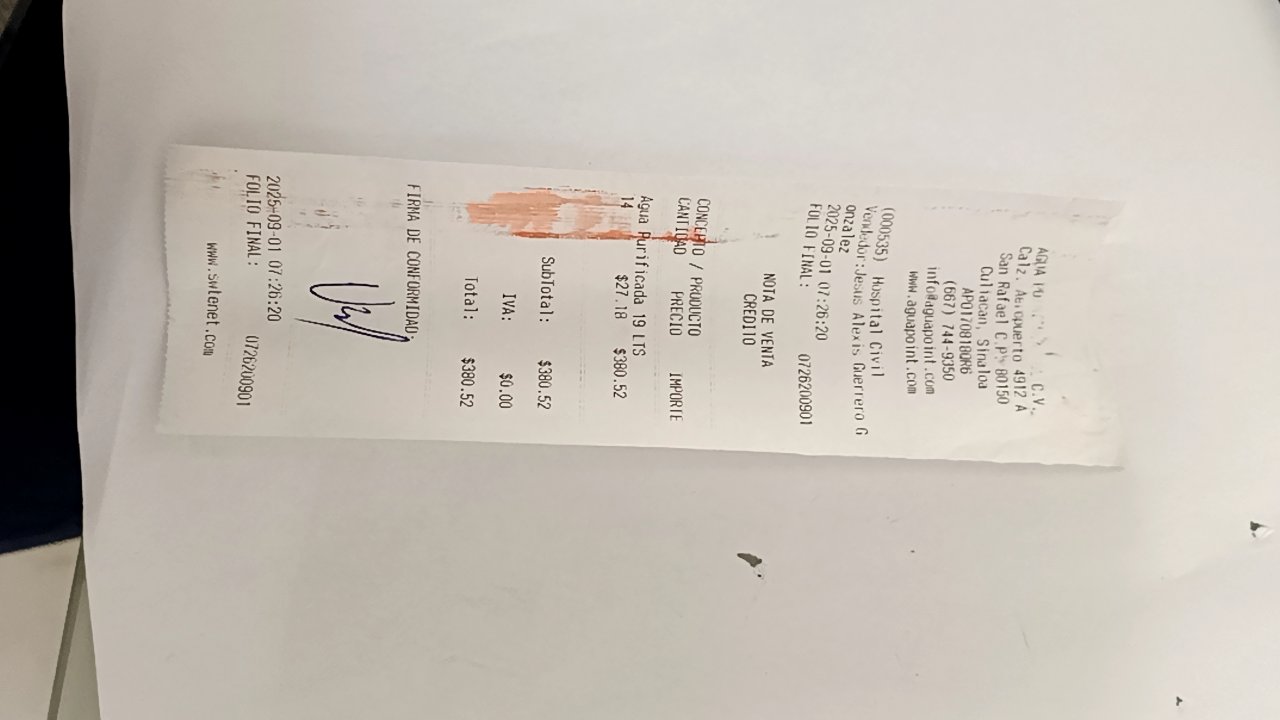 AGUA C.V.
Calz. Aeropuerto 4912 A
San Rafael C.P. 80150
Culiacan, Sinaloa
APO170818DR6
(667) 744-9350
info@aguapoint.com
www.aguapoint.com
(000535) Hospital Civil
Vendedor:Jesus Alexis Guerrero G
onzalez
2025-09-01 07:26:20
FOLIO FINAL: 0726200901
NOTA DE VENTA
CREDITO
CONCEPTO / PRODUCTO
CANTIDAD PRECIO IMPORTE
Agua Purificada 19 LTS
14 $27.18 $380.52
SubTotal: $380.52
IVA: $0.00
Total: $380.52
FIRMA DE CONFORMIDAD.
2025-09-01 07:26:20
FOLIO FINAL: 0726200901
www.swtenet.com